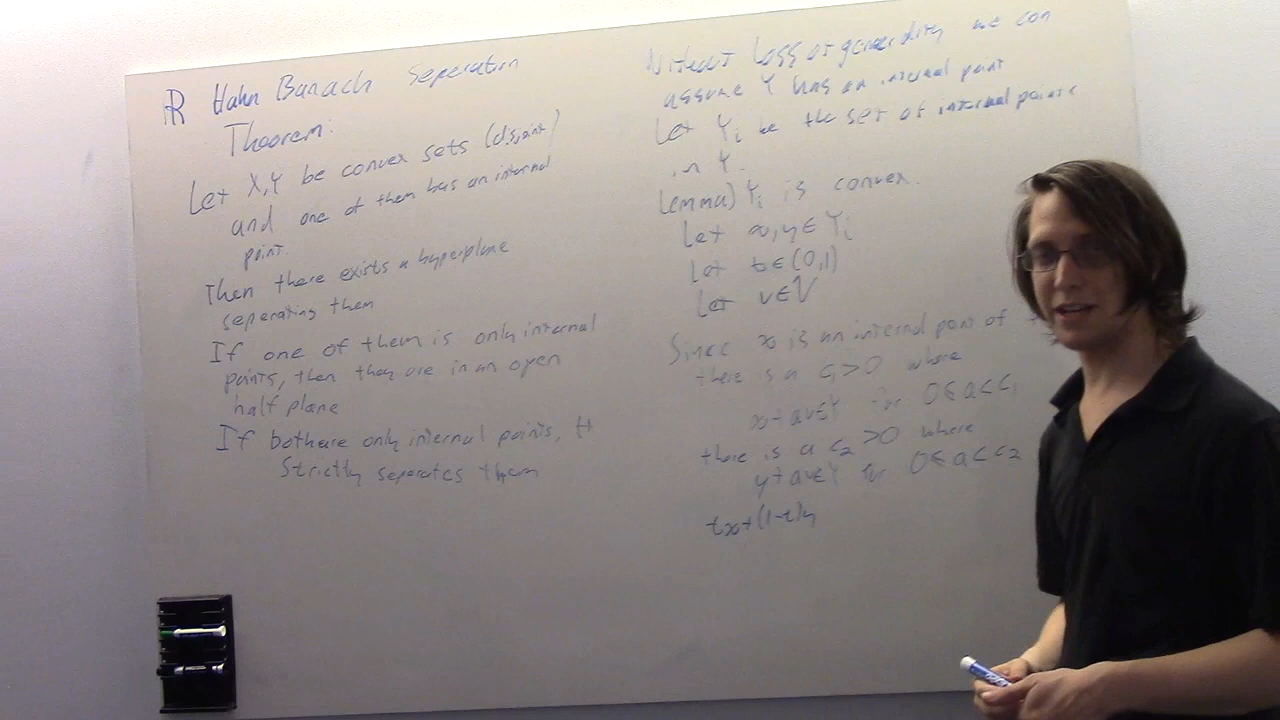 ℝ Hahn Banach Seperation
Theorem:
Let X,Y be convex sets (disjoint)
and one of them has an internal
point.
Then there exists a hyperplane
seperating them
If one of them is only internal
points, then they are in an open
half plane
If both are only internal points, H
Strictly seperates them
Without Loss of generality we can
assume Y has an internal point
Let Yᵢ be the set of internal points
in Y.
Lemma) Yᵢ is convex.
Let x,y∈Yᵢ
Let t∈(0,1)
Let v∈V
Since x is an internal point of
there is a c₁>0 where
x+av∈Y for 0≤a<c₁
there is a c₂>0 where
y+av∈Y for 0≤a<c₂
tx+(1-t)y